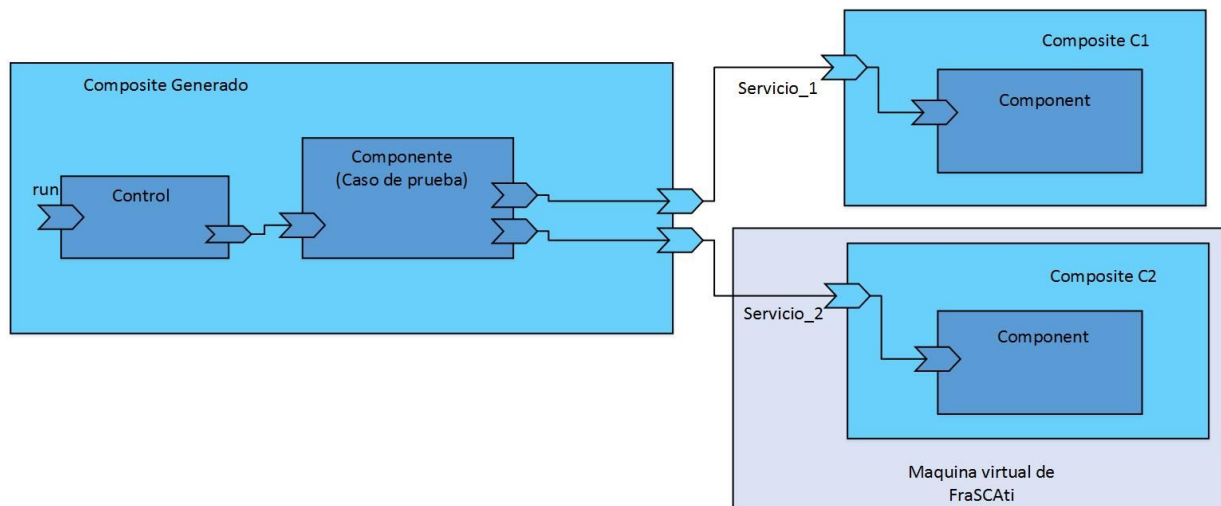 Composite Generado
run
Control
Componente
(Caso de prueba)
Servicio_1
Composite C1
Component
Servicio_2
Composite C2
Component
Maquina virtual de
FraSCAti